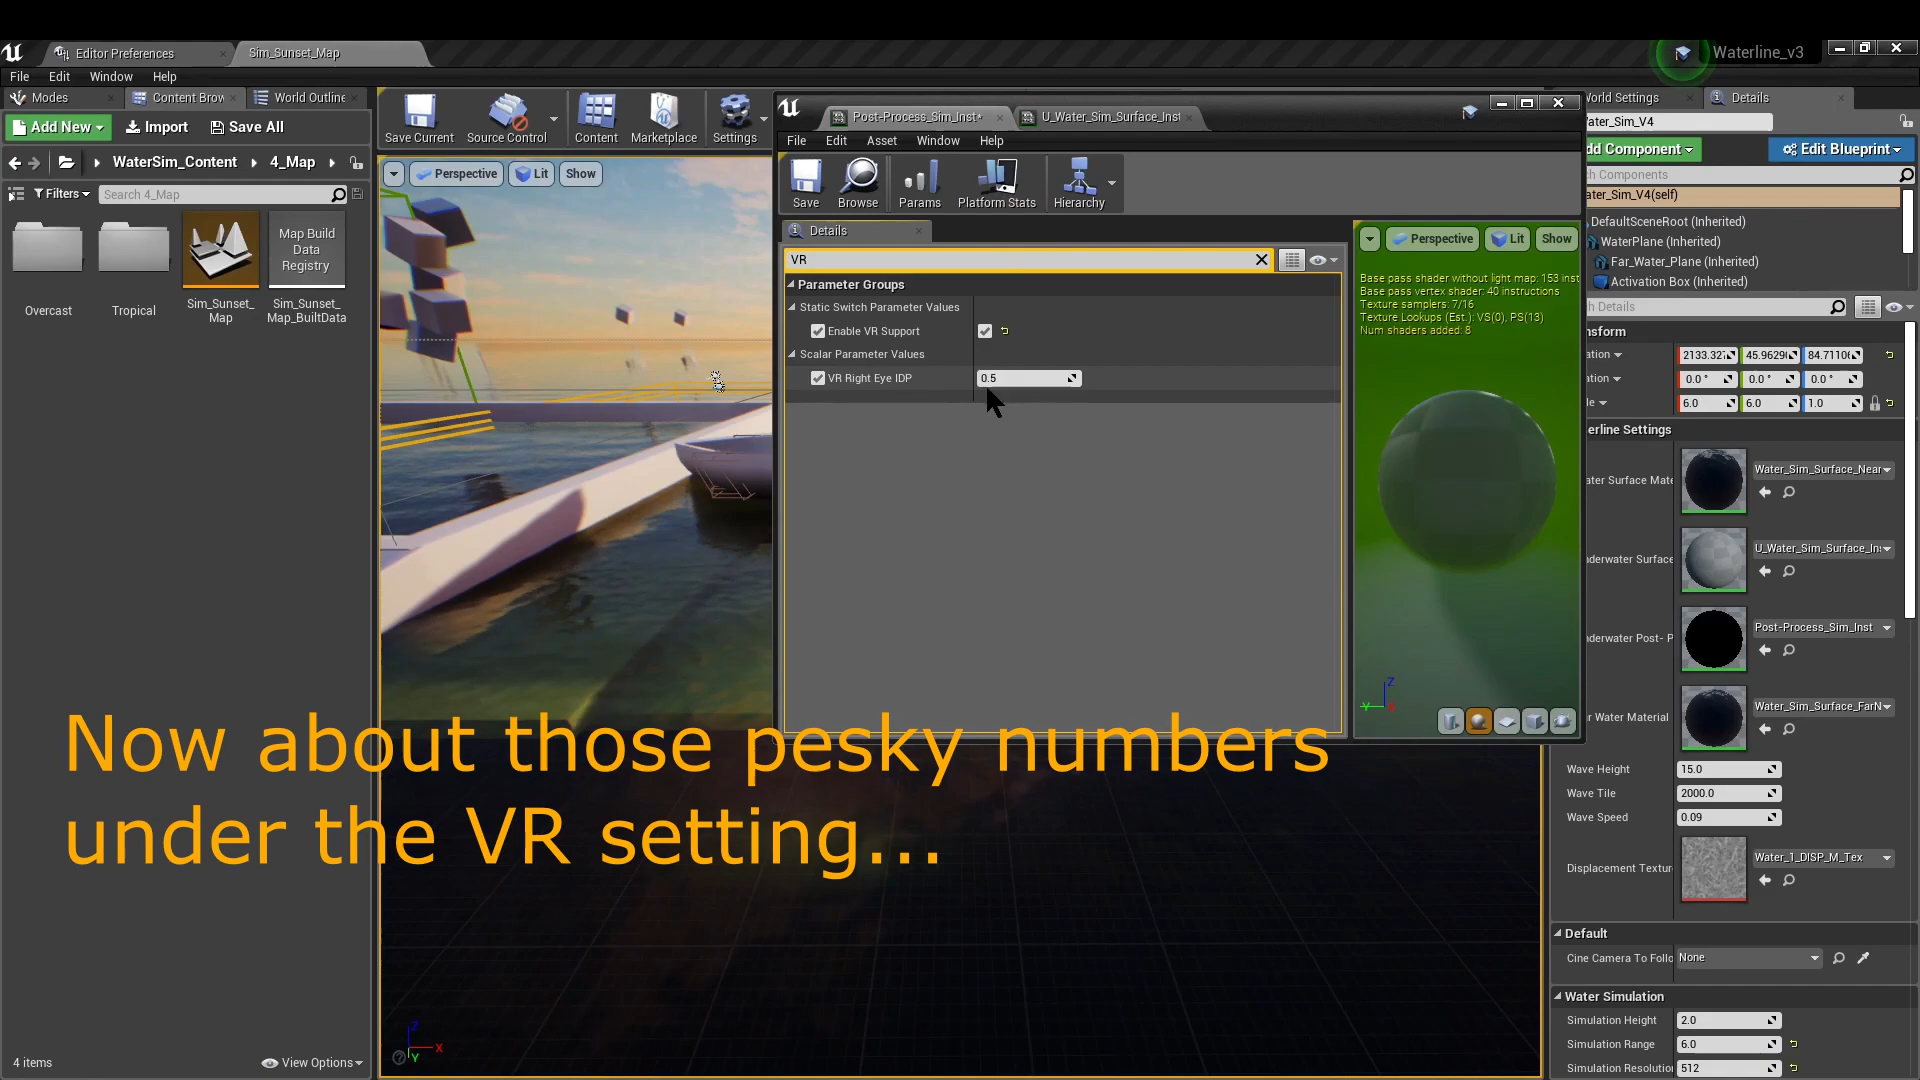 Editor Preferences
Sim_Sunset_Map
Waterline_v3
File Edit Window Help
Modes
Content Brow
World Outline
Add New
Import
Save All
WaterSim_Content
4_Map
Filters
Search 4_Map
Overcast
Tropical
Sim_Sunset_
Map
Map Build
Data
Registry
Sim_Sunset_
Map_BuiltData
4 items
View Options
Save Current
Source Control
Content
Marketplace
Settings
Perspective
Lit
Show
Post-Process_Sim_Inst*
U_Water_Sim_Surface_Inst
File Edit Asset Window Help
Save
Browse
Params
Platform Stats
Hierarchy
Details
VR
Parameter Groups
Static Switch Parameter Values
Enable VR Support
Scalar Parameter Values
VR Right Eye IDP
0.5
Perspective
Lit
Show
Base pass shader without light map: 153 inst
Base pass vertex shader: 40 instructions
Texture samplers: 7/16
Texture Lookups (Est.): VS(0), PS(13)
Num shaders added: 8
Z
Y
Now about those pesky numbers
under the VR setting...
Z
X
Y
World Settings
Details
ater_Sim_V4
dd Component
Edit Blueprint
ch Components
ater_Sim_V4(self)
DefaultSceneRoot (Inherited)
WaterPlane (Inherited)
Far_Water_Plane (Inherited)
Activation Box (Inherited)
ch Details
nsform
ation
2133.327
45.9629
84.7110
ation
0.0 °
0.0 °
0.0 °
le
6.0
6.0
1.0
erline Settings
ater Surface Mate
Water_Sim_Surface_Near
derwater Surface
U_Water_Sim_Surface_In
derwater Post- P
Post-Process_Sim_Inst
r Water Material
Water_Sim_Surface_FarN
Wave Height
15.0
Wave Tile
2000.0
Wave Speed
0.09
Displacement Textur
Water_1_DISP_M_Tex
Default
Cine Camera To Follo
None
Water Simulation
Simulation Height
2.0
Simulation Range
6.0
Simulation Resolutio
512